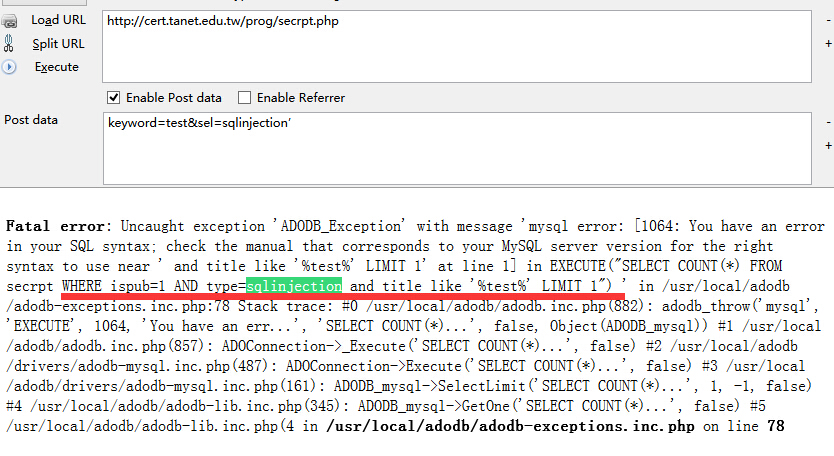 Load URL
http://cert.tanet.edu.tw/prog/secrpt.php
-
Split URL
+
Execute
Enable Post data Enable Referrer
Post data
keyword=test&sel=sqlinjection'
-
+
Fatal error: Uncaught exception 'ADODB_Exception' with message 'mysql error: [1064: You have an error
in your SQL syntax; check the manual that corresponds to your MySQL server version for the right
syntax to use near ' and title like '%test%' LIMIT 1' at line 1] in EXECUTE("SELECT COUNT(*) FROM
secrpt WHERE ispub=1 AND type=sqlinjection and title like '%test%' LIMIT 1") ' in /usr/local/adodb
/adodb-exceptions.inc.php:78 Stack trace: #0 /usr/local/adodb/adodb.inc.php(882): adodb_throw('mysql',
'EXECUTE', 1064, 'You have an err...', 'SELECT COUNT(*)...', false, Object(ADODB_mysql)) #1 /usr/local
/adodb/adodb.inc.php(857): ADOConnection->_Execute('SELECT COUNT(*)...', false) #2 /usr/local/adodb
/drivers/adodb-mysql.inc.php(487): ADOConnection->Execute('SELECT COUNT(*)...', false) #3 /usr/local
/adodb/drivers/adodb-mysql.inc.php(161): ADODB_mysql->SelectLimit('SELECT COUNT(*)...', 1, -1, false)
#4 /usr/local/adodb/adodb-lib.inc.php(345): ADODB_mysql->GetOne('SELECT COUNT(*)...', false) #5
/usr/local/adodb/adodb-lib.inc.php(4 in /usr/local/adodb/adodb-exceptions.inc.php on line 78